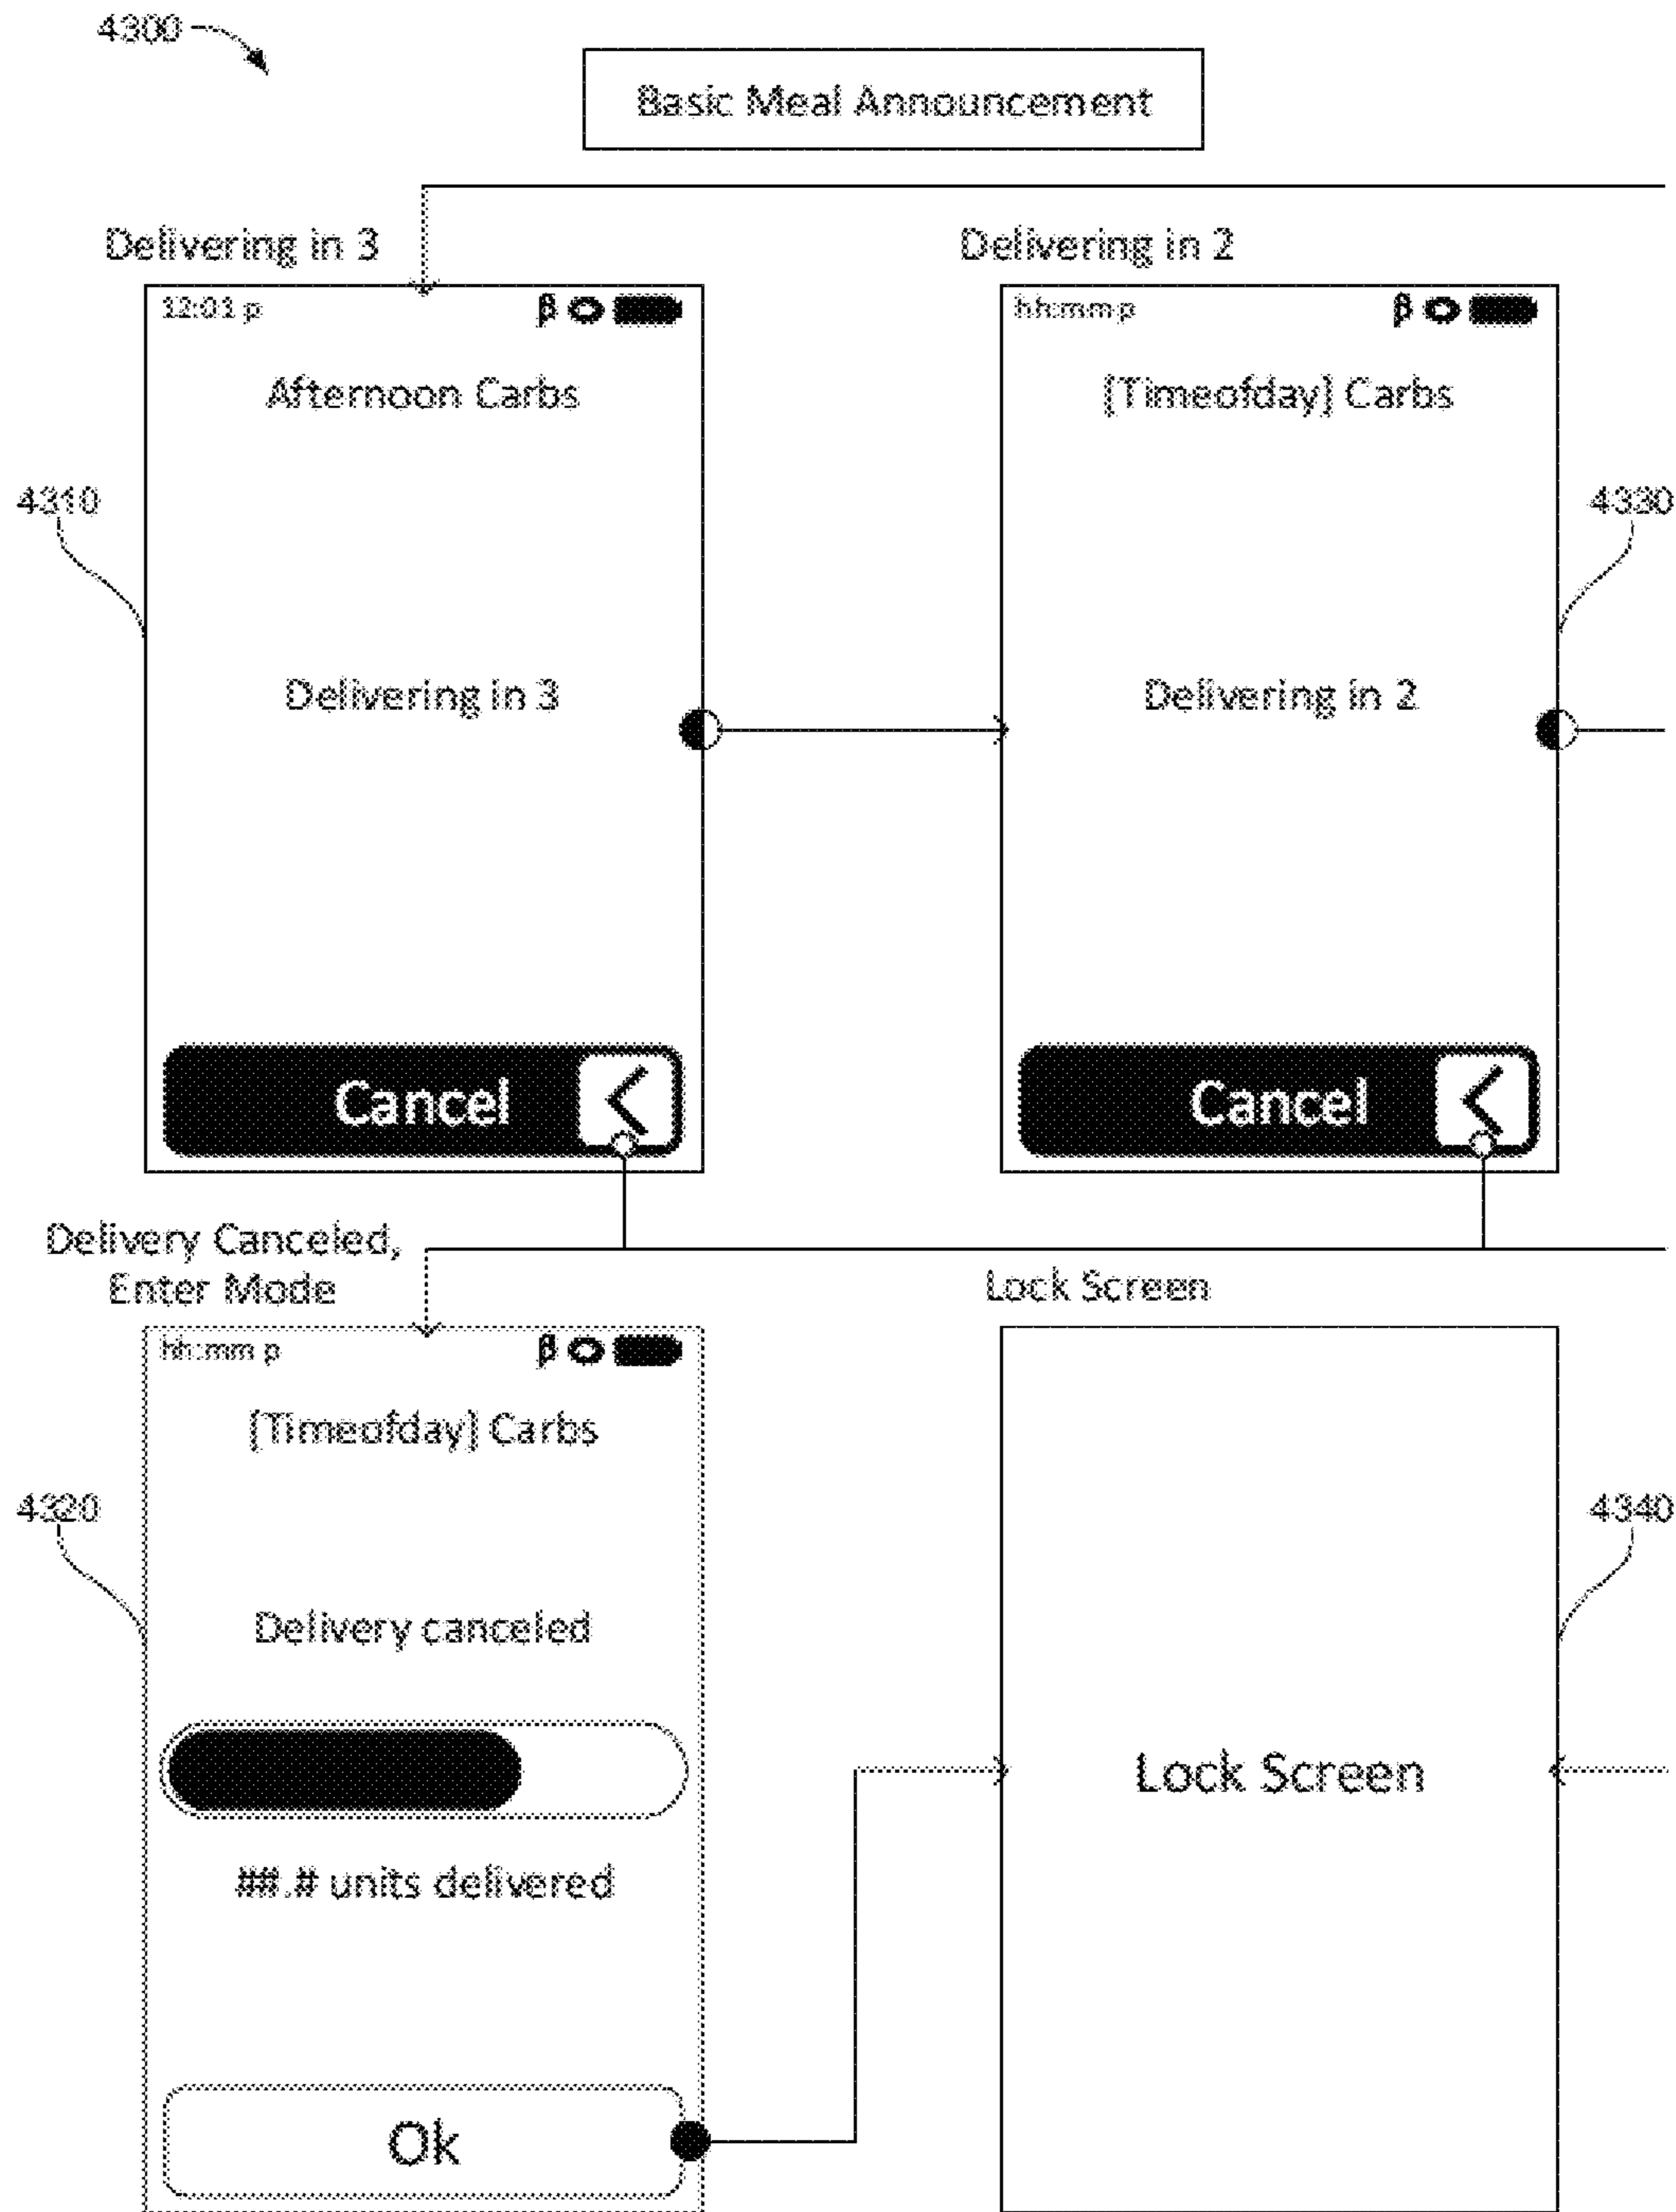 4300
Basic Meal Announcement
Delivering in 3
Delivering in 2
12:01 p
β
hh:mm p
β
Afternoon Carbs
[Timeofday] Carbs
4310
4330
Delivering in 3
Delivering in 2
Cancel
Cancel
Delivery Canceled,
Enter Mode
Lock Screen
hh:mm p
β
[Timeofday] Carbs
4320
4340
Delivery canceled
Lock Screen
##.# units delivered
Ok